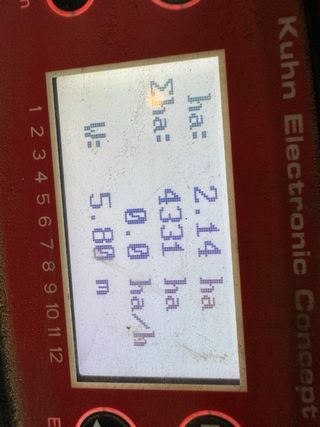 Kuhn Electronic Concept
ha: 2.14 ha
Σha: 4331 ha
0.0 ha/h
W: 5.80 m
1 2 3 4 5 6 7 8 9 10 11 12